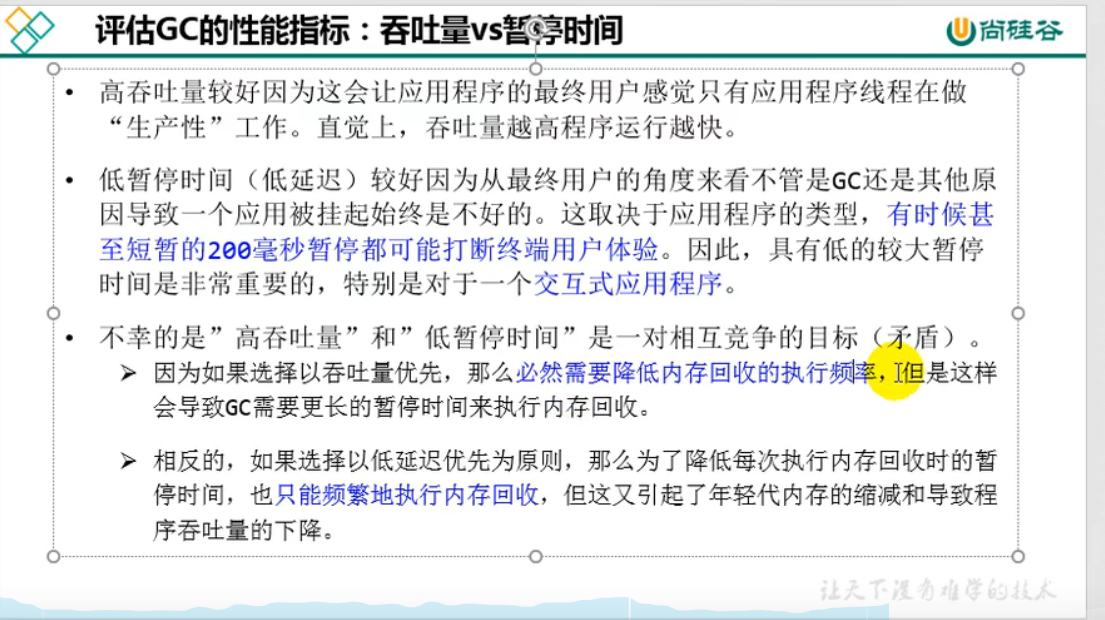 评估GC的性能指标：吞吐量vs暂停时间
尚硅谷
• 高吞吐量较好因为这会让应用程序的最终用户感觉只有应用程序线程在做
“生产性”工作。直觉上，吞吐量越高程序运行越快。
• 低暂停时间（低延迟）较好因为从最终用户的角度来看不管是GC还是其他原
因导致一个应用被挂起始终是不好的。这取决于应用程序的类型，有时候甚
至短暂的200毫秒暂停都可能打断终端用户体验。因此，具有低的较大暂停
时间是非常重要的，特别是对于一个交互式应用程序。
• 不幸的是”高吞吐量”和”低暂停时间”是一对相互竞争的目标（矛盾）。
➢ 因为如果选择以吞吐量优先，那么必然需要降低内存回收的执行频率，但是这样
会导致GC需要更长的暂停时间来执行内存回收。
➢ 相反的，如果选择以低延迟优先为原则，那么为了降低每次执行内存回收时的暂
停时间，也只能频繁地执行内存回收，但这又引起了年轻代内存的缩减和导致程
序吞吐量的下降。
让天下没有难学的技术